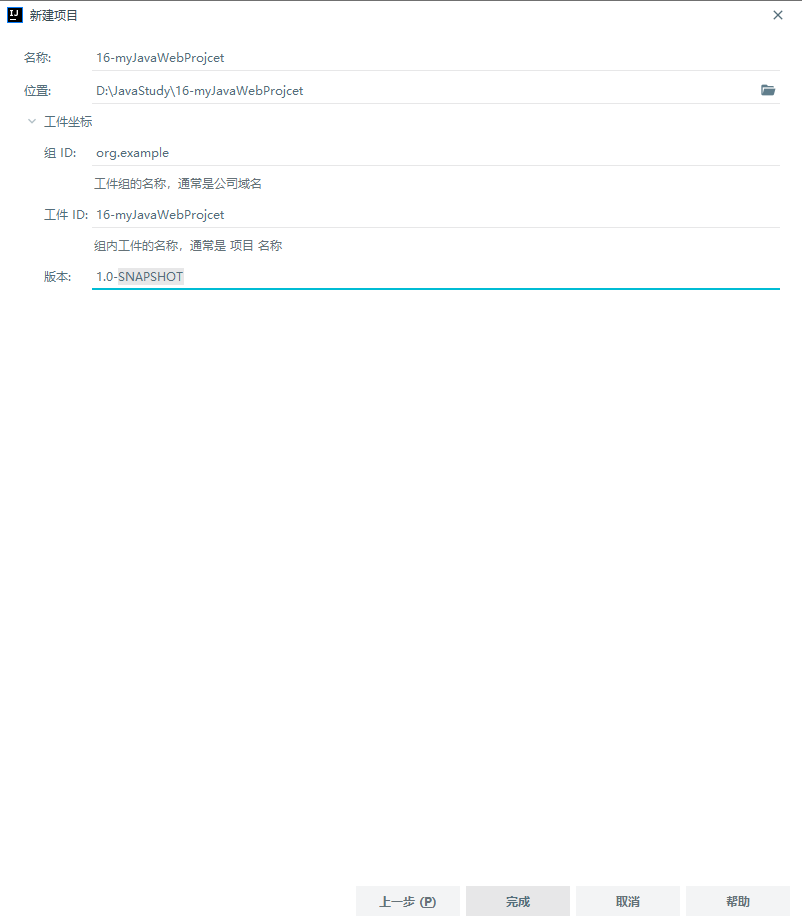 IJ 新建项目
名称: 16-myJavaWebProjcet
位置: D:\JavaStudy\16-myJavaWebProjcet
工件坐标
组 ID: org.example
工件组的名称，通常是公司域名
工件 ID: 16-myJavaWebProjcet
组内工件的名称，通常是 项目 名称
版本: 1.0-SNAPSHOT
上一步 (P) 完成 取消 帮助